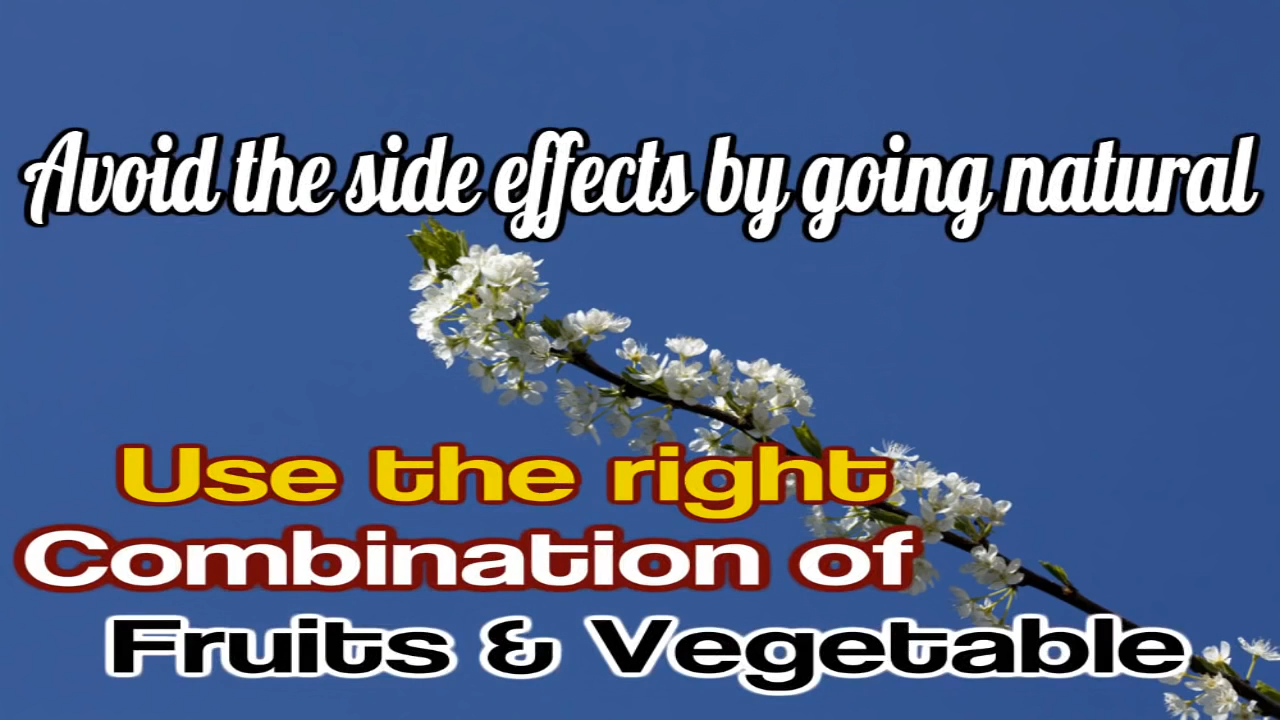 Avoid the side effects by going natural
Use the right
Combination of
Fruits & Vegetable